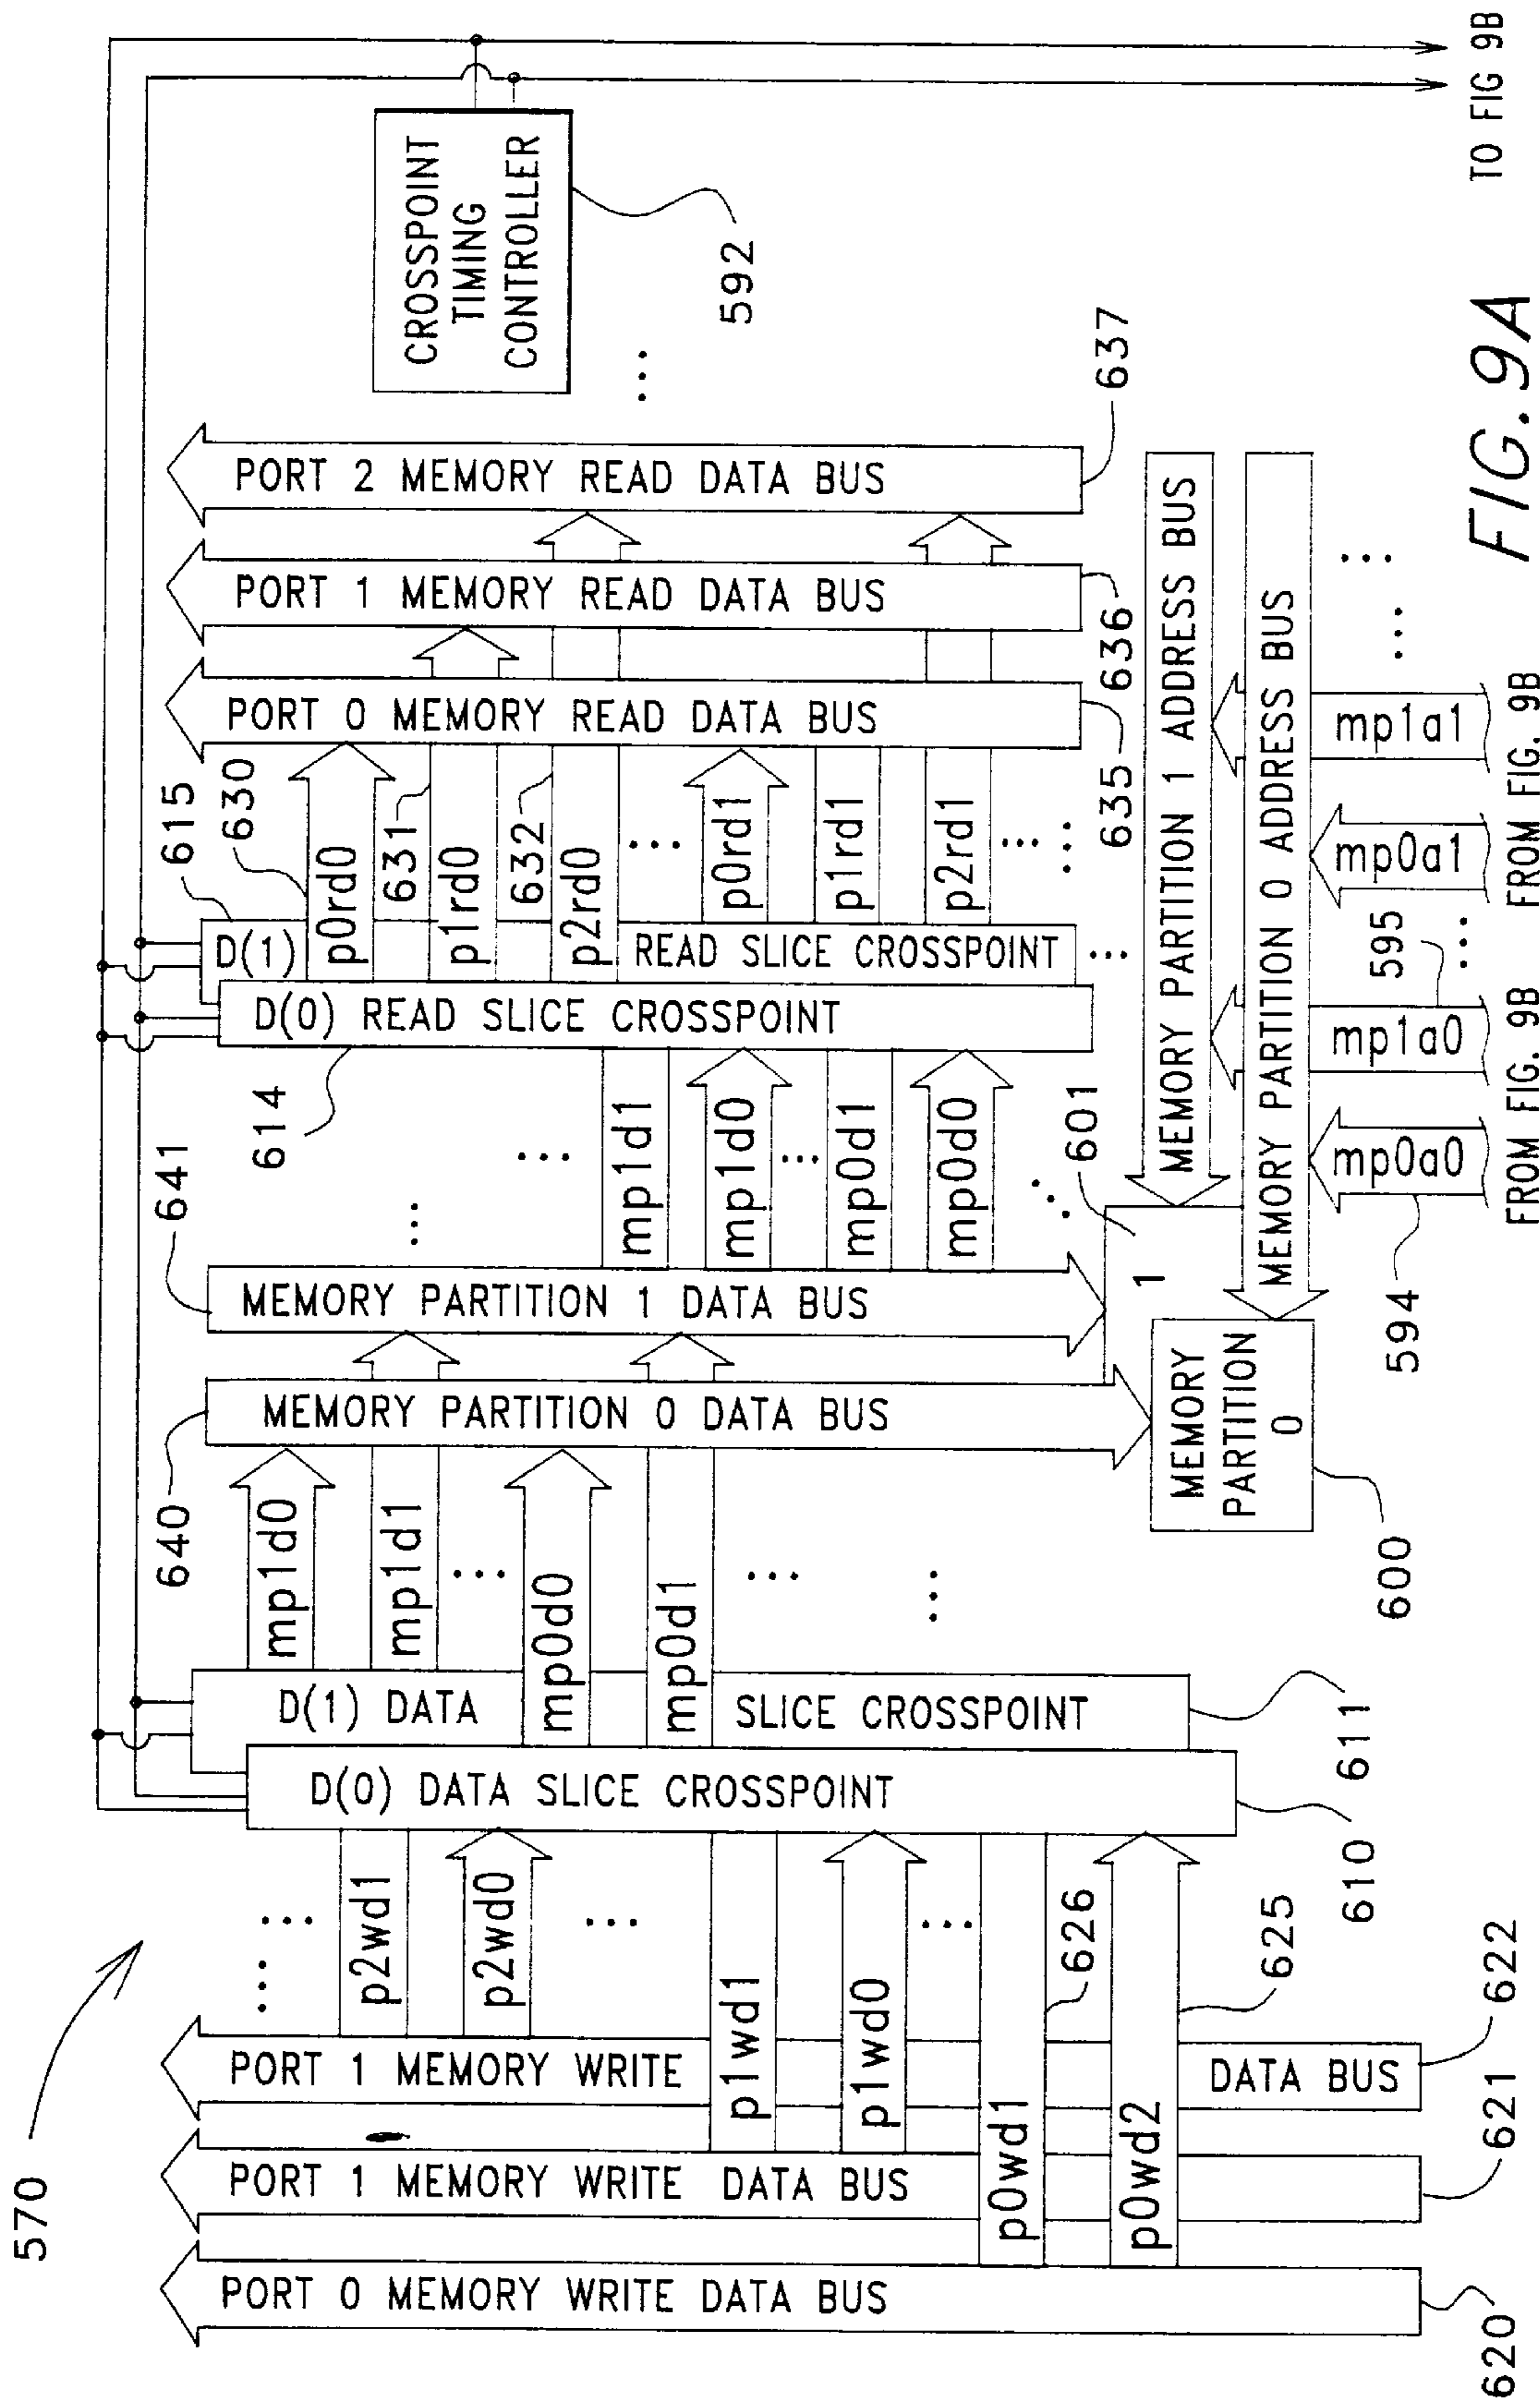 570
PORT 0 MEMORY WRITE DATA BUS
620
PORT 1 MEMORY WRITE DATA BUS
621
PORT 1 MEMORY WRITE DATA BUS
622
p2wd1
p2wd0
p1wd1
p1wd0
p0wd1
626
p0wd2
625
D(0) DATA SLICE CROSSPOINT
610
D(1) DATA SLICE CROSSPOINT
611
mp1d0
mp1d1
mp0d0
mp0d1
640
MEMORY PARTITION 0 DATA BUS
641
MEMORY PARTITION 1 DATA BUS
MEMORY
PARTITION
0
600
1
601
mp1d1
mp1d0
mp0d1
mp0d0
614
D(0) READ SLICE CROSSPOINT
615
D(1) READ SLICE CROSSPOINT
630
p0rd0
631
p1rd0
632
p2rd0
p0rd1
p1rd1
p2rd1
PORT 0 MEMORY READ DATA BUS
635
PORT 1 MEMORY READ DATA BUS
636
PORT 2 MEMORY READ DATA BUS
637
CROSSPOINT
TIMING
CONTROLLER
592
MEMORY PARTITION 1 ADDRESS BUS
MEMORY PARTITION 0 ADDRESS BUS
mp0a0
594
mp1a0
595
mp0a1
mp1a1
FROM FIG. 9B
FROM FIG. 9B
TO FIG 9B
FIG. 9A